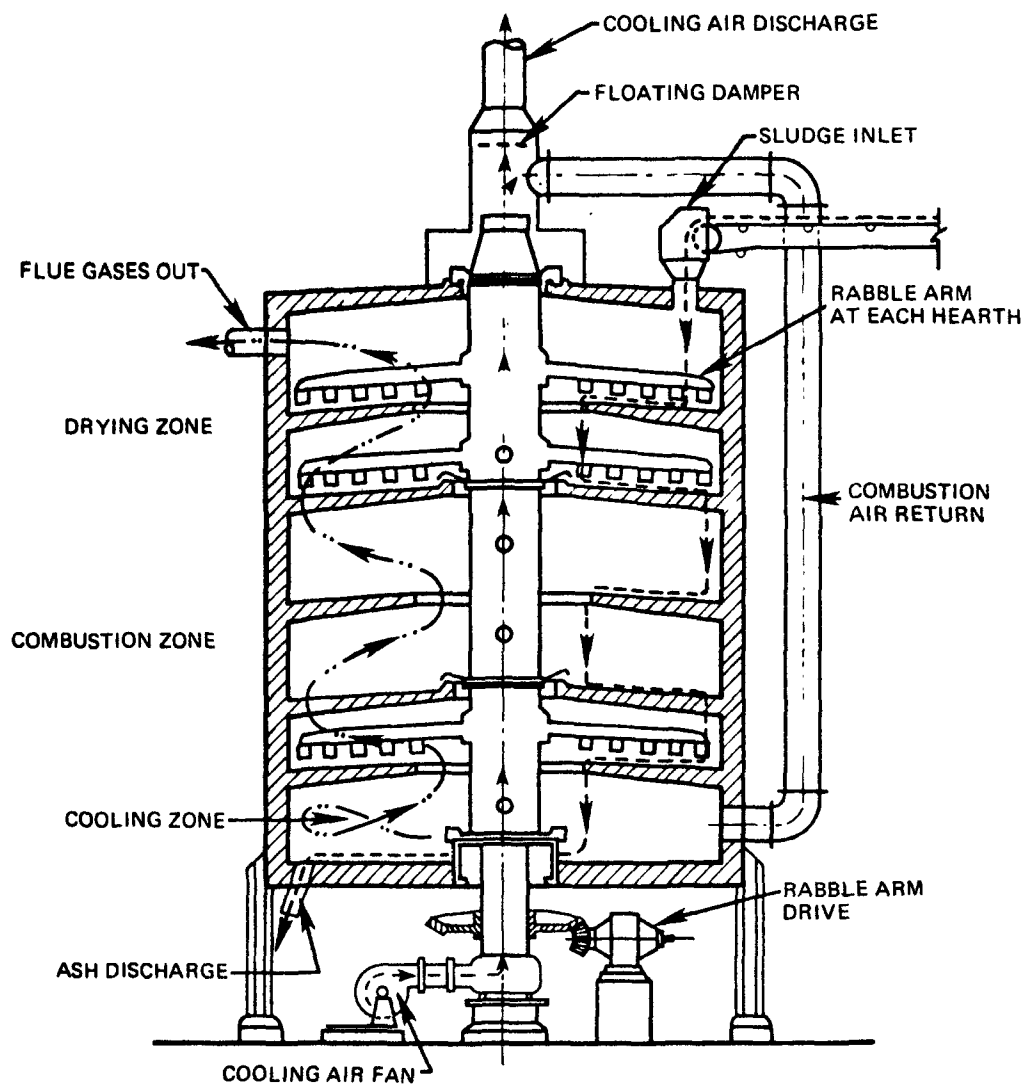 COOLING AIR DISCHARGE
FLOATING DAMPER
SLUDGE INLET
FLUE GASES OUT
RABBLE ARM
AT EACH HEARTH
DRYING ZONE
COMBUSTION
AIR RETURN
COMBUSTION ZONE
COOLING ZONE
RABBLE ARM
DRIVE
ASH DISCHARGE
COOLING AIR FAN